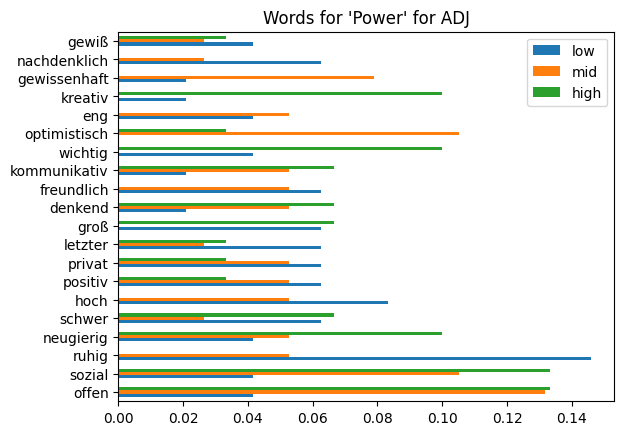 Words for 'Power' for ADJ
low
mid
high
gewiß
nachdenklich
gewissenhaft
kreativ
eng
optimistisch
wichtig
kommunikativ
freundlich
denkend
groß
letzter
privat
positiv
hoch
schwer
neugierig
ruhig
sozial
offen
0.00 0.02 0.04 0.06 0.08 0.10 0.12 0.14